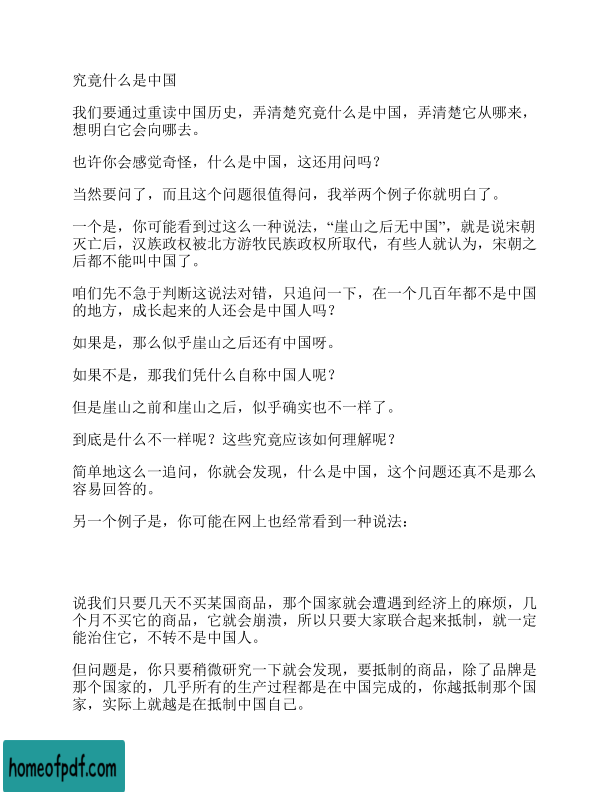 究竟什么是中国
我们要通过重读中国历史，弄清楚究竟什么是中国，弄清楚它从哪来，
想明白它会向哪去。
也许你会感觉奇怪，什么是中国，这还用问吗？
当然要问了，而且这个问题很值得问，我举两个例子你就明白了。
一个是，你可能看到过这么一种说法，“崖山之后无中国”，就是说宋朝
灭亡后，汉族政权被北方游牧民族政权所取代，有些人就认为，宋朝之
后都不能叫中国了。
咱们先不急于判断这说法对错，只追问一下，在一个几百年都不是中国
的地方，成长起来的人还会是中国人吗？
如果是，那么似乎崖山之后还有中国呀。
如果不是，那我们凭什么自称中国人呢？
但是崖山之前和崖山之后，似乎确实也不一样了。
到底是什么不一样呢？这些究竟应该如何理解呢？
简单地这么一追问，你就会发现，什么是中国，这个问题还真不是那么
容易回答的。
另一个例子是，你可能在网上也经常看到一种说法：
说我们只要几天不买某国商品，那个国家就会遭遇到经济上的麻烦，几
个月不买它的商品，它就会崩溃，所以只要大家联合起来抵制，就一定
能治住它，不转不是中国人。
但问题是，你只要稍微研究一下就会发现，要抵制的商品，除了品牌是
那个国家的，几乎所有的生产过程都是在中国完成的，你越抵制那个国
家，实际上就越是在抵制中国自己。
homeofpdf.com